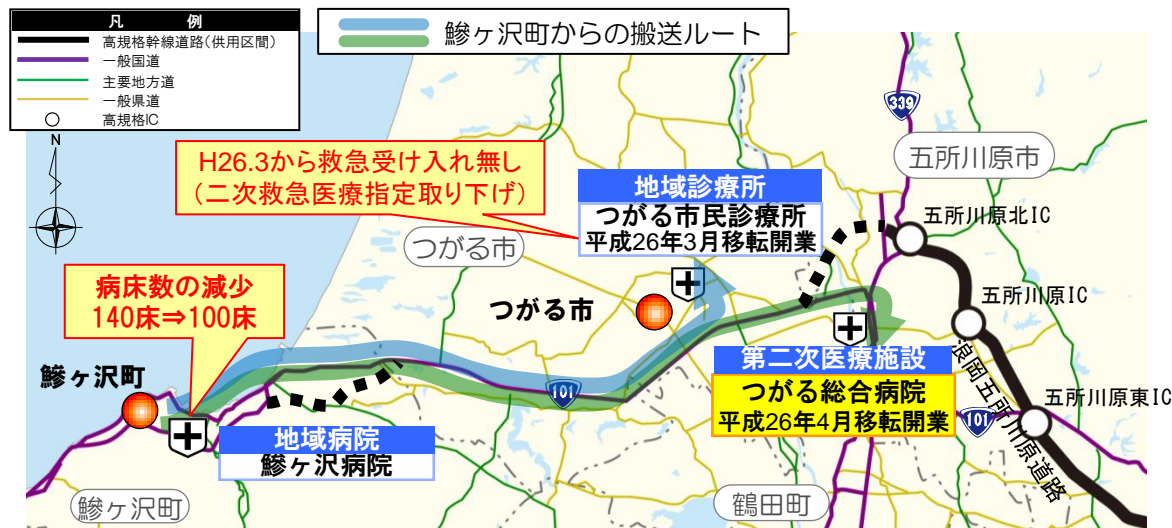 凡 例
高規格幹線道路(供用区間)
一般国道
主要地方道
一般県道
高規格IC
鰺ヶ沢町からの搬送ルート
N
339
五所川原市
H26.3から救急受け入れ無し
(二次救急医療指定取り下げ)
地域診療所
つがる市民診療所
平成26年3月移転開業
五所川原北IC
つがる市
病床数の減少
140床⇒100床
つがる市
五所川原IC
鰺ヶ沢町
101
第二次医療施設
つがる総合病院
平成26年4月移転開業
浪岡五所川原道路
五所川原東IC
101
地域病院
鰺ヶ沢病院
鰺ヶ沢町
鶴田町